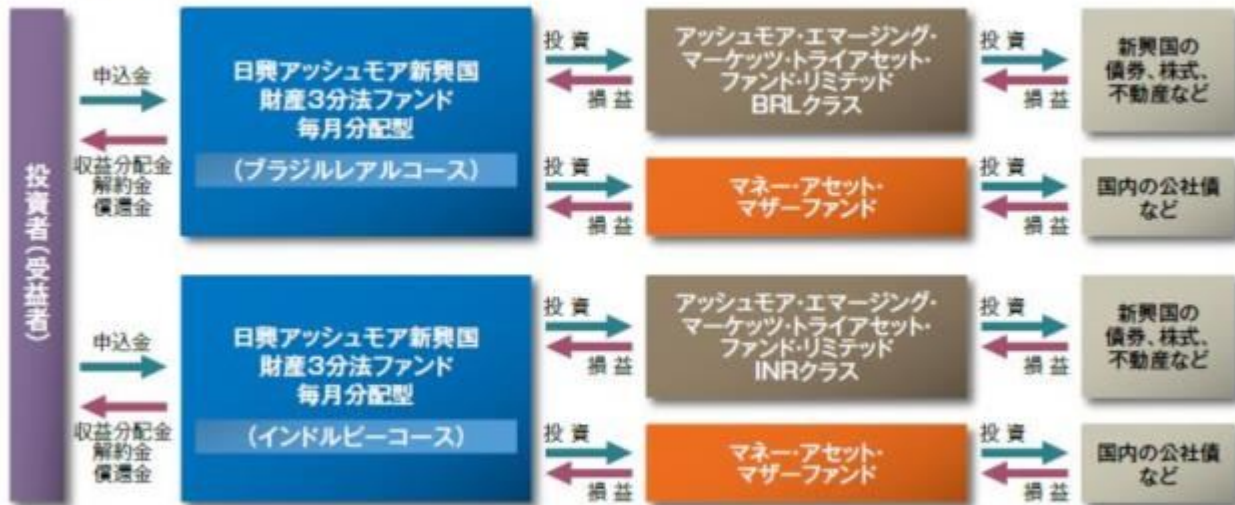 投資者(受益者)
申込金
収益分配金
解約金
償還金
日興アッシュモア新興国
財産3分法ファンド
毎月分配型
(ブラジルレアルコース)
投資
損益
アッシュモア・エマージング・
マーケッツ・トライアセット・
ファンド・リミテッド
BRLクラス
投資
損益
新興国の
債券、株式、
不動産など
投資
損益
マネー・アセット・
マザーファンド
投資
損益
国内の公社債
など
申込金
収益分配金
解約金
償還金
日興アッシュモア新興国
財産3分法ファンド
毎月分配型
(インドルピーコース)
投資
損益
アッシュモア・エマージング・
マーケッツ・トライアセット・
ファンド・リミテッド
INRクラス
投資
損益
新興国の
債券、株式、
不動産など
投資
損益
マネー・アセット・
マザーファンド
投資
損益
国内の公社債
など